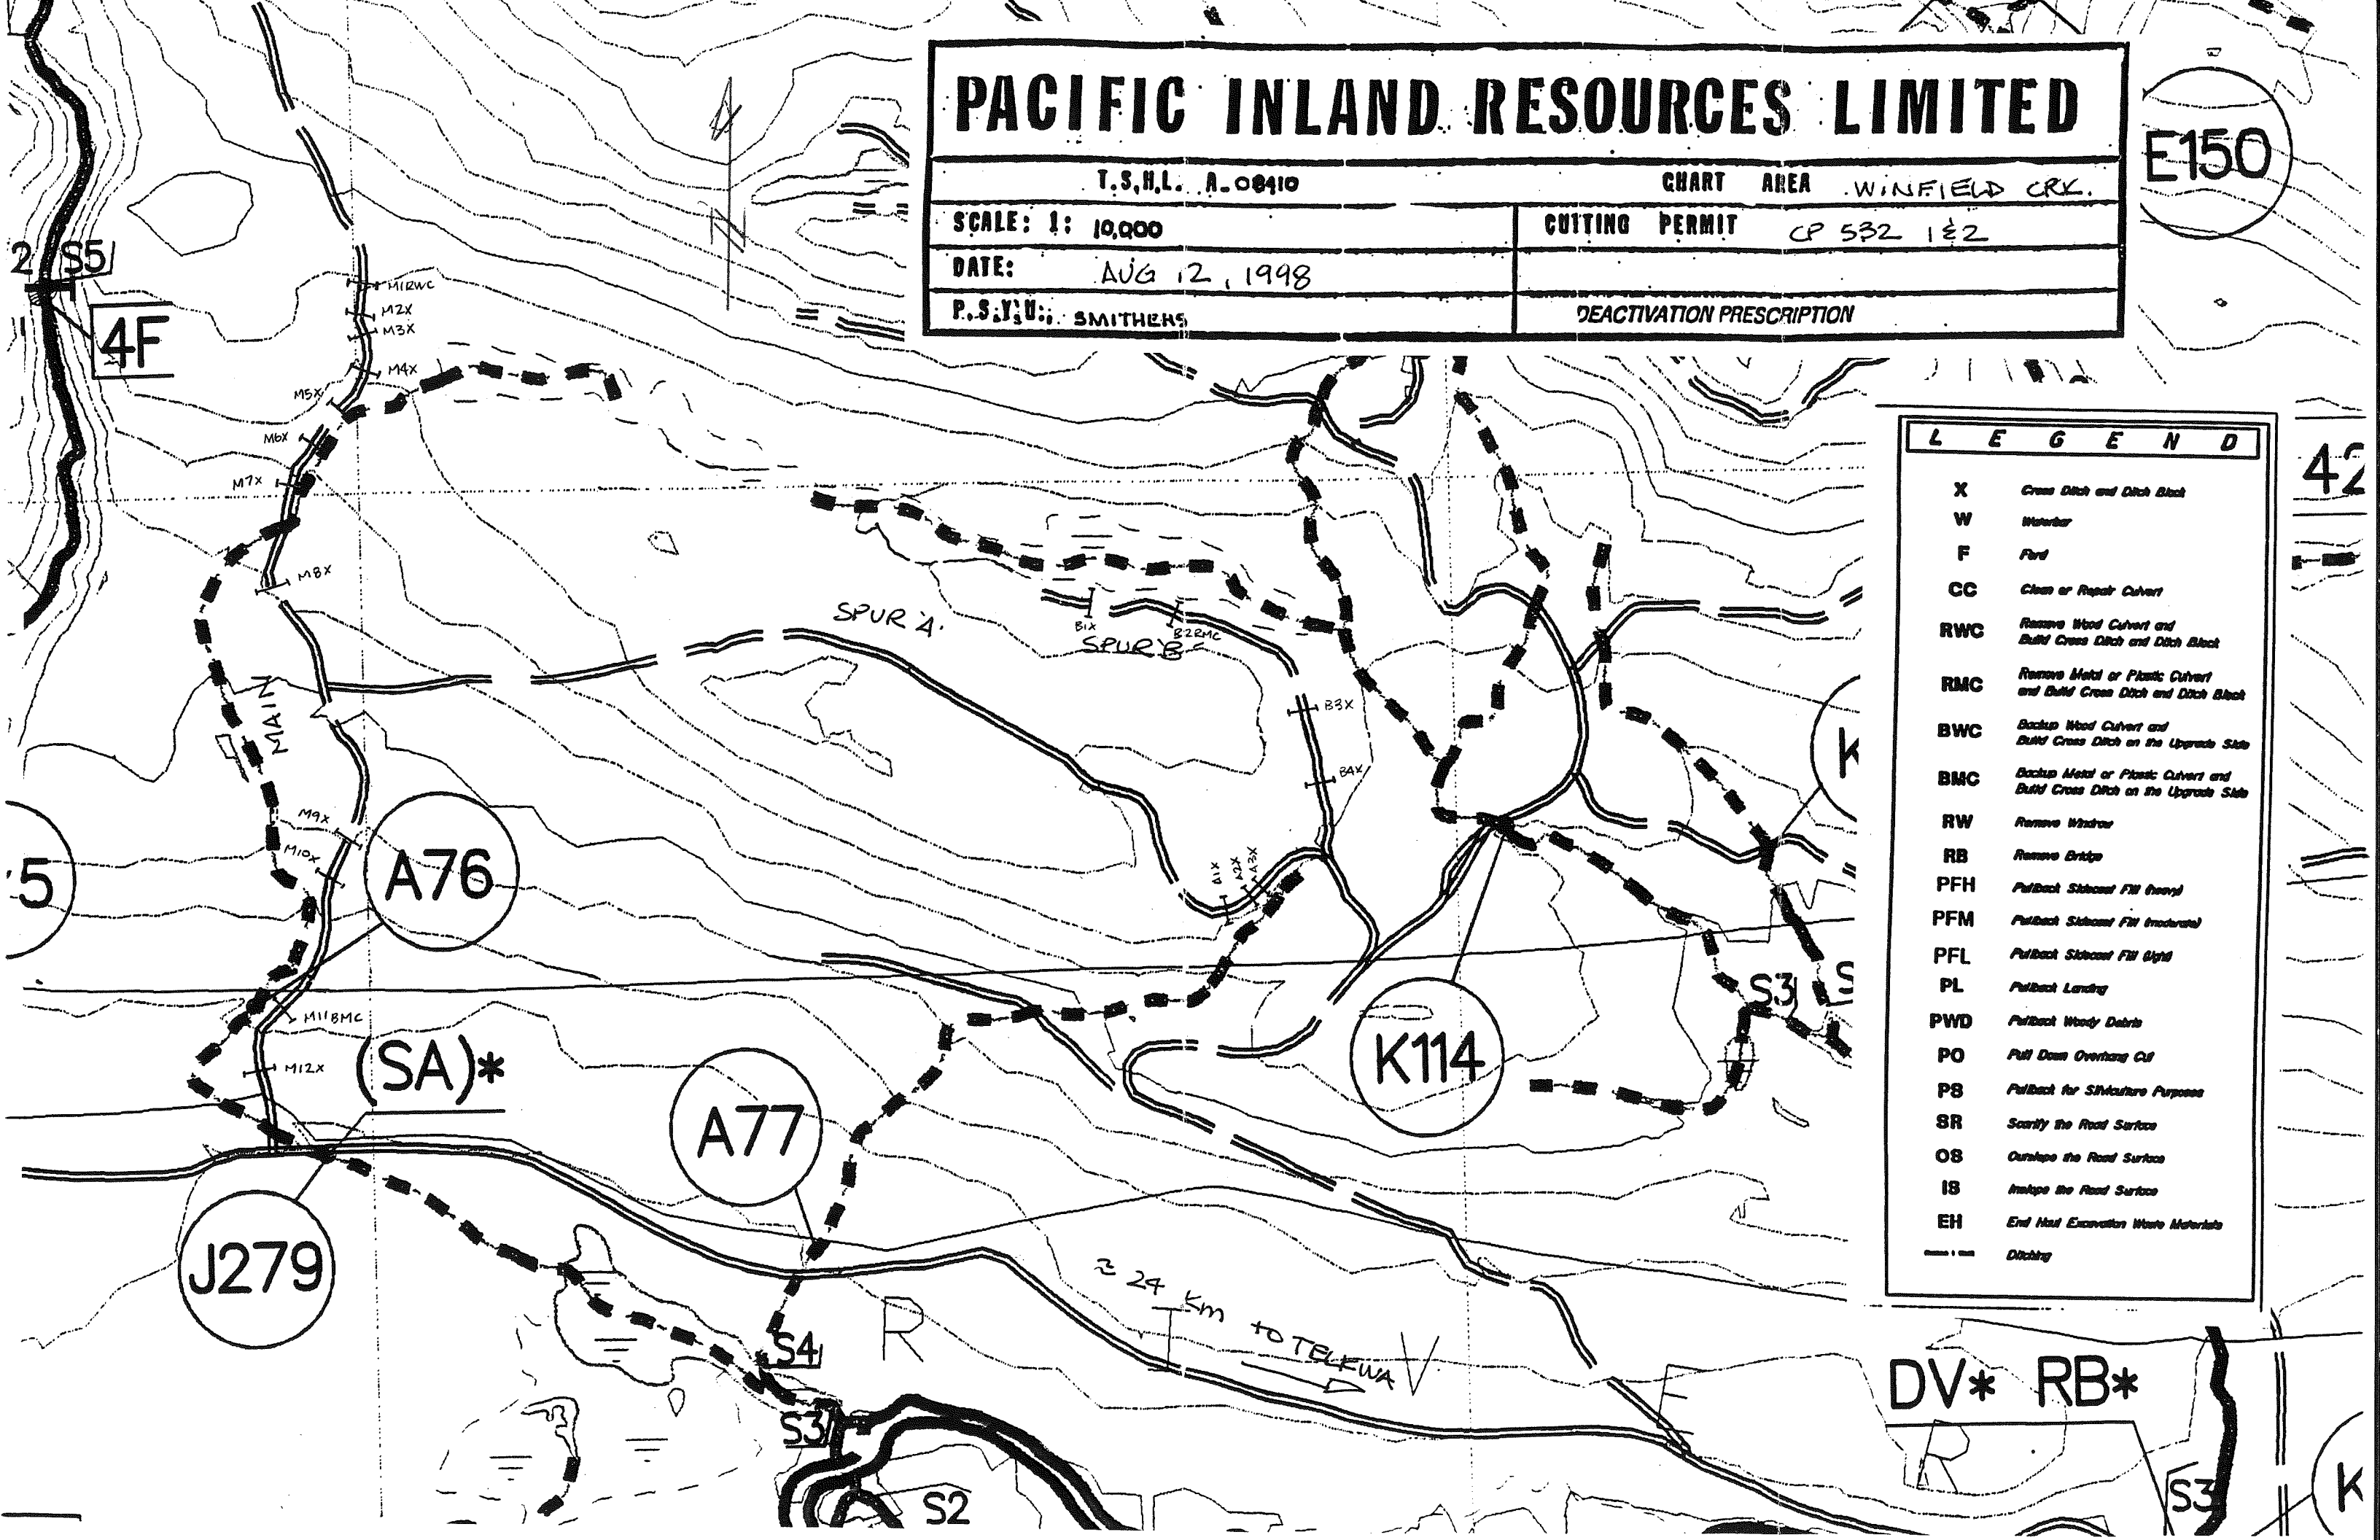 PACIFIC INLAND RESOURCES LIMITED
T.S.H.L. A-08410 CHART AREA WINFIELD CRK.
SCALE: 1: 10,000 CUTTING PERMIT CP 532 1&2
DATE: AUG 12, 1998
P.S.Y.U.: SMITHERS DEACTIVATION PRESCRIPTION
E150
2 S5
4F
M1RWC
M2X
M3X
M4X
M5X
M6X
M7X
M8X
MAIN
M9X
M10X
M11BMC
M12X
SPUR 'A'
SPUR 'B'
B1X
B2RMC
B3X
B4X
A1X
A2X
A3X
5
A76
(SA)*
A77
K114
J279
K
S3
S
S4
S3
S2
R I V E R
≈ 24 Km to TELKWA
DV* RB*
S3
K
42
LEGEND
X Cross Ditch and Ditch Block
W Waterbar
F Ford
CC Clean or Repair Culvert
RWC Remove Wood Culvert and
Build Cross Ditch and Ditch Block
RMC Remove Metal or Plastic Culvert
and Build Cross Ditch and Ditch Block
BWC Backup Wood Culvert and
Build Cross Ditch on the Upgrade Side
BMC Backup Metal or Plastic Culvert and
Build Cross Ditch on the Upgrade Side
RW Remove Windrow
RB Remove Bridge
PFH Pullback Sidecast Fill (heavy)
PFM Pullback Sidecast Fill (moderate)
PFL Pullback Sidecast Fill (light)
PL Pullback Landing
PWD Pullback Woody Debris
PO Pull Down Overhang Cut
PS Pullback for Silviculture Purposes
SR Scarify the Road Surface
OS Outslope the Road Surface
IS Inslope the Road Surface
EH End Haul Excavation Waste Materials
Ditching